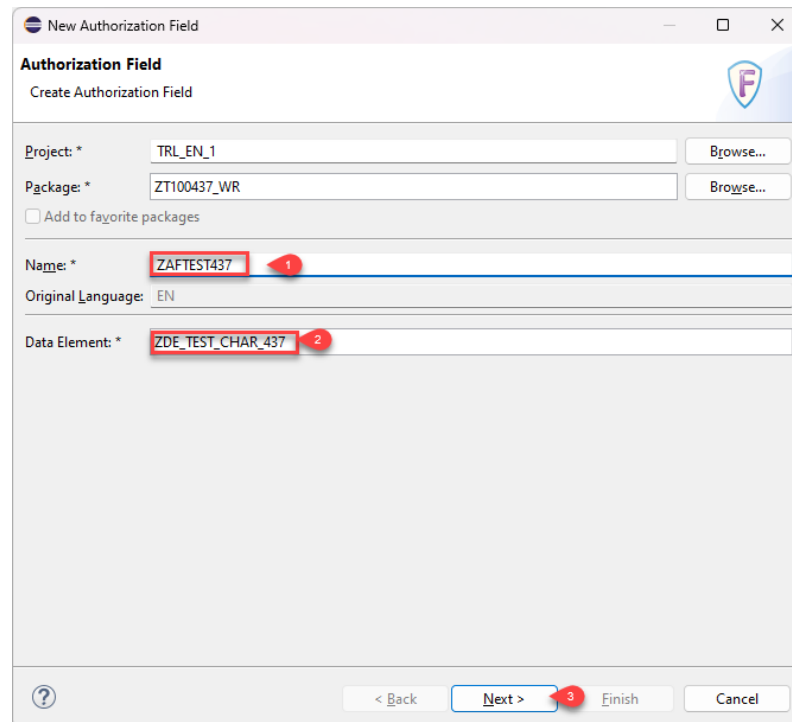 New Authorization Field
Authorization Field
Create Authorization Field
F
Project: * TRL_EN_1 Browse...
Package: * ZT100437_WR Browse...
Add to favorite packages
Name: * ZAFTEST437 1
Original Language: EN
Data Element: * ZDE_TEST_CHAR_437 2
? < Back Next > 3 Finish Cancel